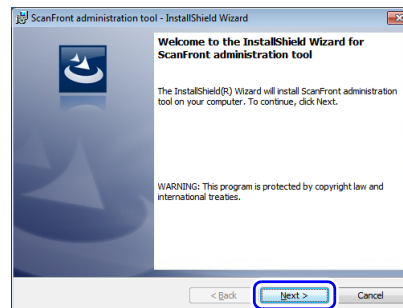 ScanFront administration tool - InstallShield Wizard
Welcome to the InstallShield Wizard for
ScanFront administration tool
The InstallShield(R) Wizard will install ScanFront administration
tool on your computer. To continue, click Next.
WARNING: This program is protected by copyright law and
international treaties.
< Back
Next >
Cancel